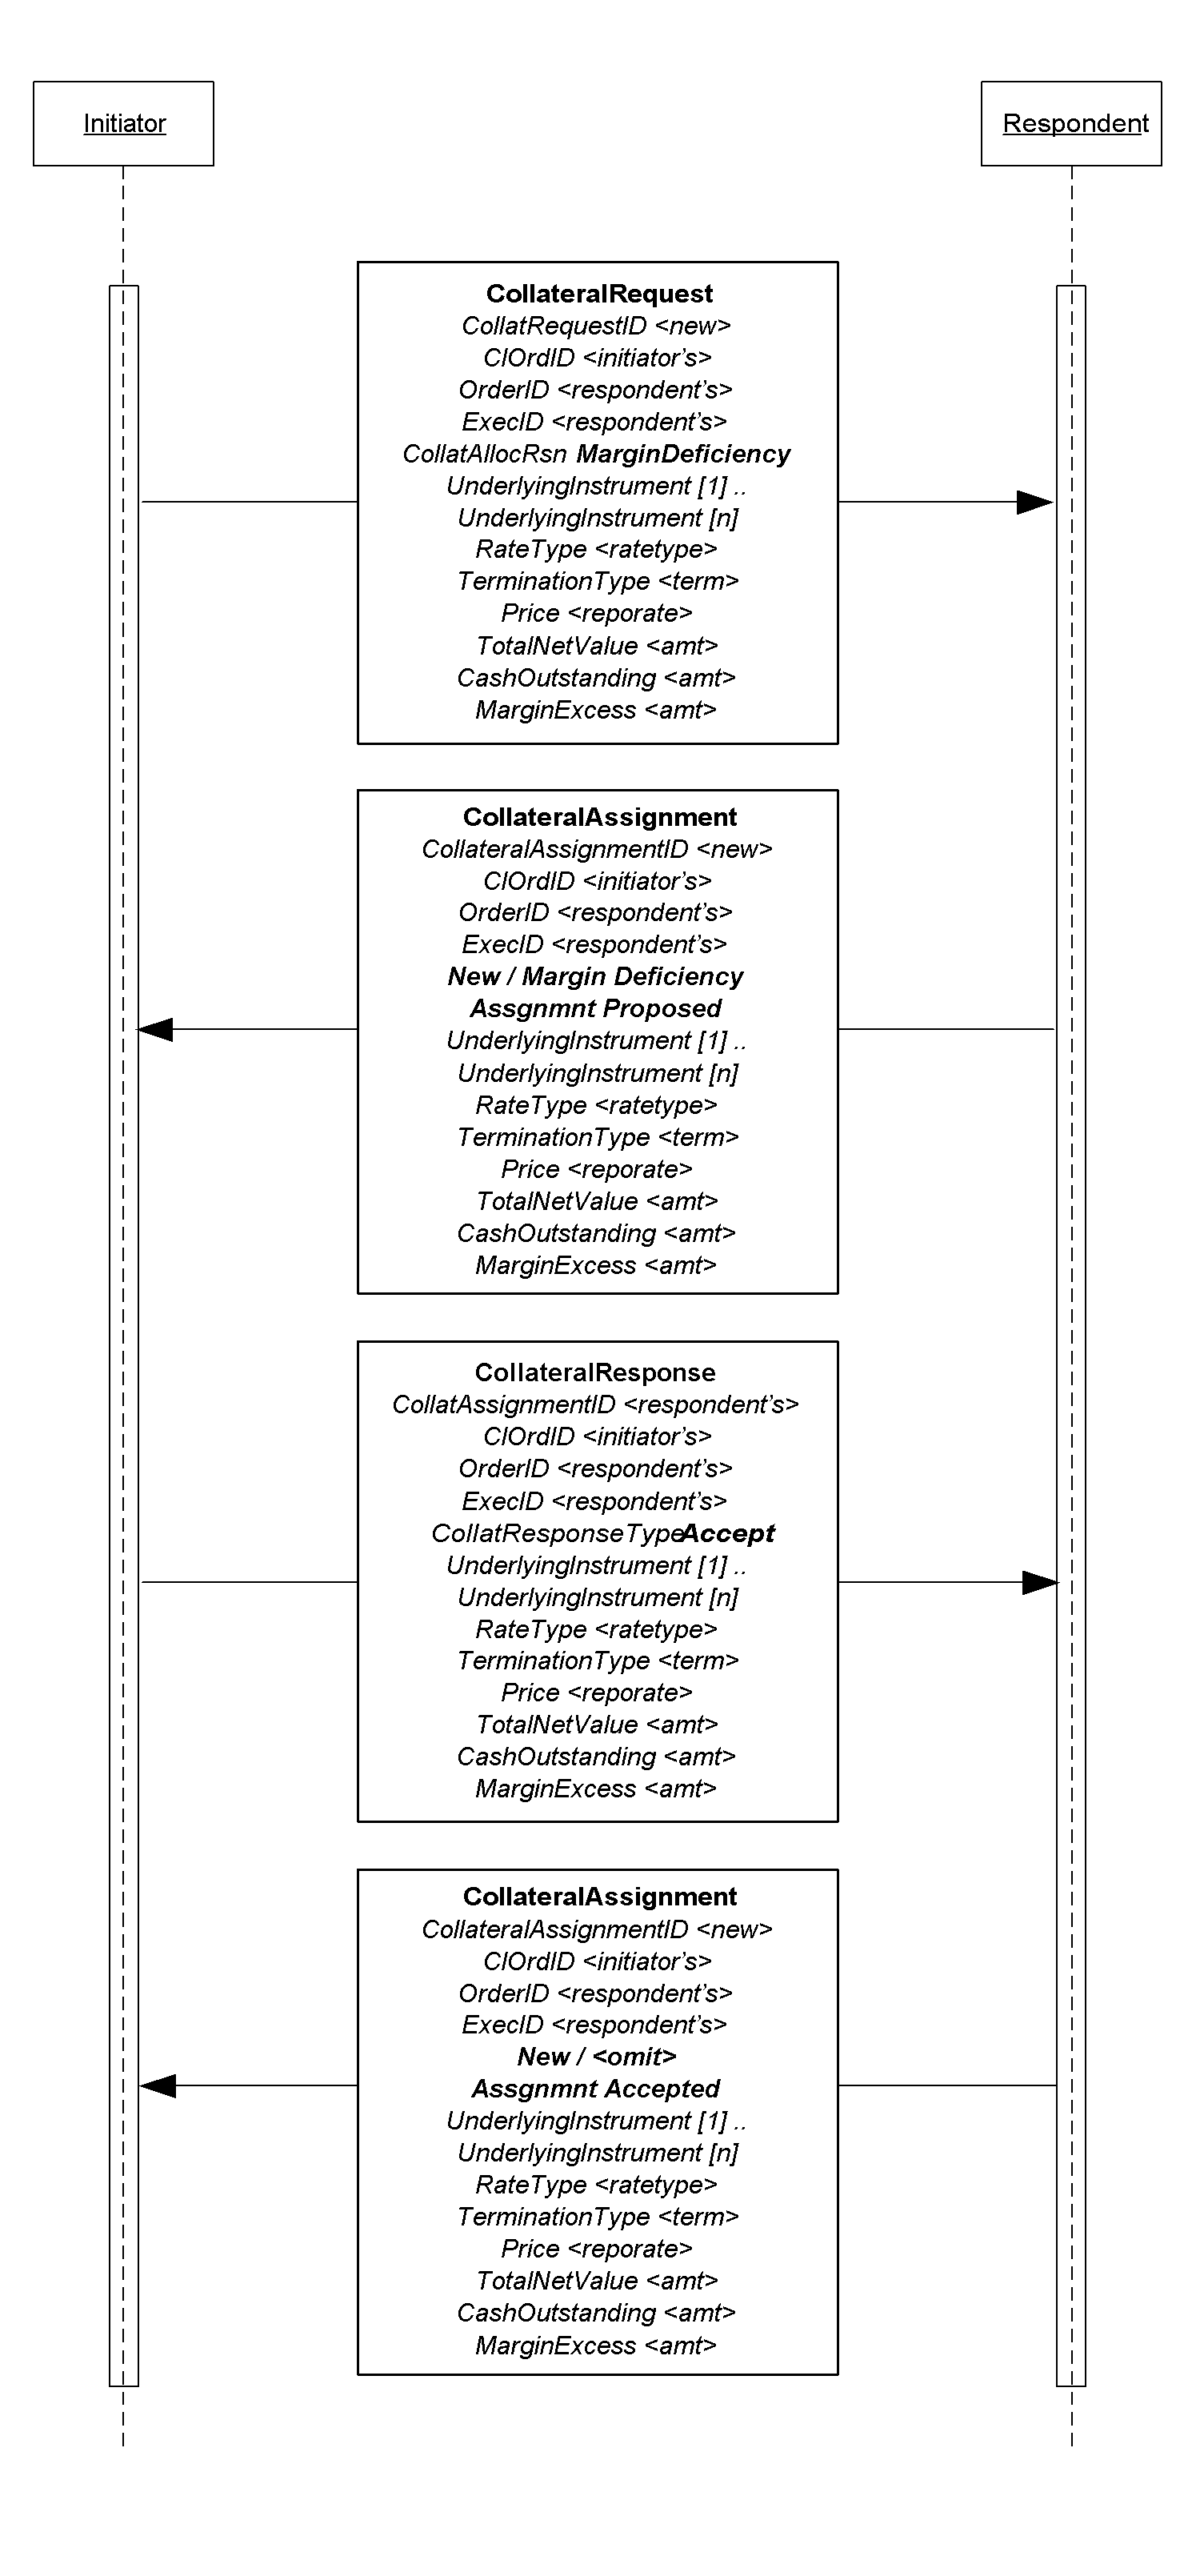 Initiator
Respondent
CollateralRequest
CollatRequestID <new>
ClOrdID <initiator’s>
OrderID <respondent’s>
ExecID <respondent’s>
CollatAllocRsn MarginDeficiency
UnderlyingInstrument [1] ..
UnderlyingInstrument [n]
RateType <ratetype>
TerminationType <term>
Price <reporate>
TotalNetValue <amt>
CashOutstanding <amt>
MarginExcess <amt>
CollateralAssignment
CollateralAssignmentID <new>
ClOrdID <initiator’s>
OrderID <respondent’s>
ExecID <respondent’s>
New / Margin Deficiency
Assgnmnt Proposed
UnderlyingInstrument [1] ..
UnderlyingInstrument [n]
RateType <ratetype>
TerminationType <term>
Price <reporate>
TotalNetValue <amt>
CashOutstanding <amt>
MarginExcess <amt>
CollateralResponse
CollatAssignmentID <respondent’s>
ClOrdID <initiator’s>
OrderID <respondent’s>
ExecID <respondent’s>
CollatResponseType Accept
UnderlyingInstrument [1] ..
UnderlyingInstrument [n]
RateType <ratetype>
TerminationType <term>
Price <reporate>
TotalNetValue <amt>
CashOutstanding <amt>
MarginExcess <amt>
CollateralAssignment
CollateralAssignmentID <new>
ClOrdID <initiator’s>
OrderID <respondent’s>
ExecID <respondent’s>
New / <omit>
Assgnmnt Accepted
UnderlyingInstrument [1] ..
UnderlyingInstrument [n]
RateType <ratetype>
TerminationType <term>
Price <reporate>
TotalNetValue <amt>
CashOutstanding <amt>
MarginExcess <amt>